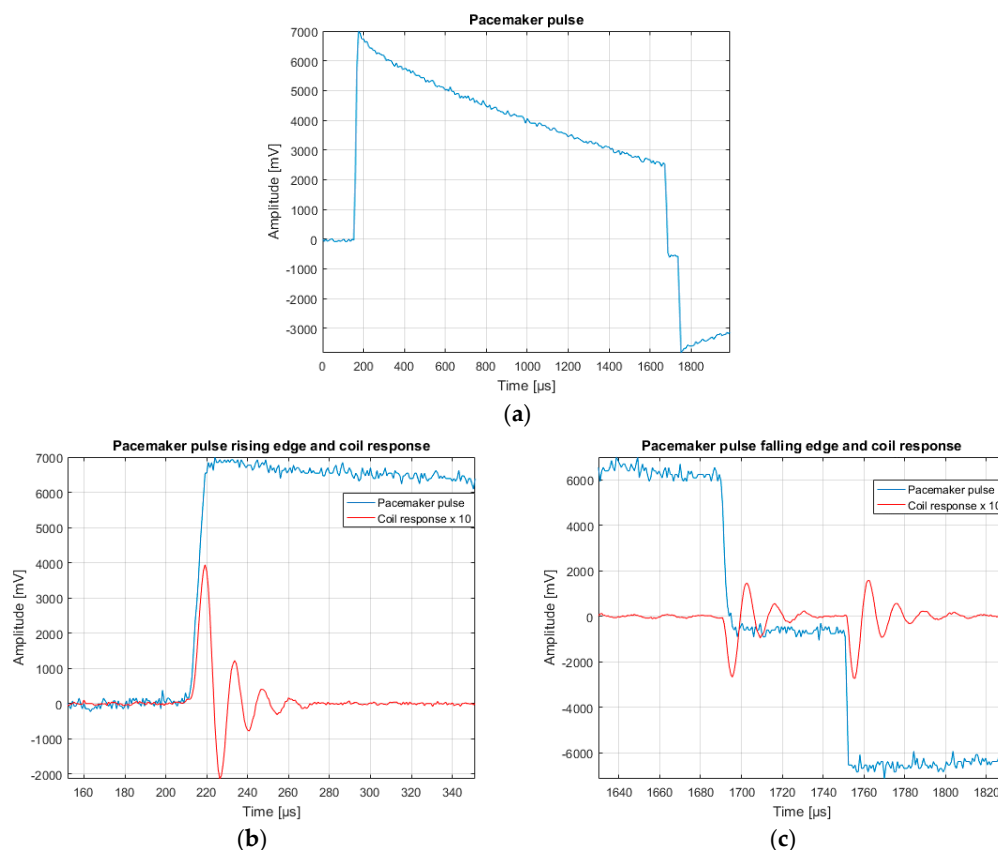 Pacemaker pulse
7000
6000
5000
4000
3000
2000
1000
0
-1000
-2000
-3000
Amplitude [mV]
0 200 400 600 800 1000 1200 1400 1600 1800
Time [µs]
(a)
Pacemaker pulse rising edge and coil response
7000
6000
5000
4000
3000
2000
1000
0
-1000
-2000
Amplitude [mV]
Pacemaker pulse
Coil response x 10
160 180 200 220 240 260 280 300 320 340
Time [µs]
(b)
Pacemaker pulse falling edge and coil response
6000
4000
2000
0
-2000
-4000
-6000
Amplitude [mV]
Pacemaker pulse
Coil response x 10
1640 1660 1680 1700 1720 1740 1760 1780 1800 1820
Time [µs]
(c)